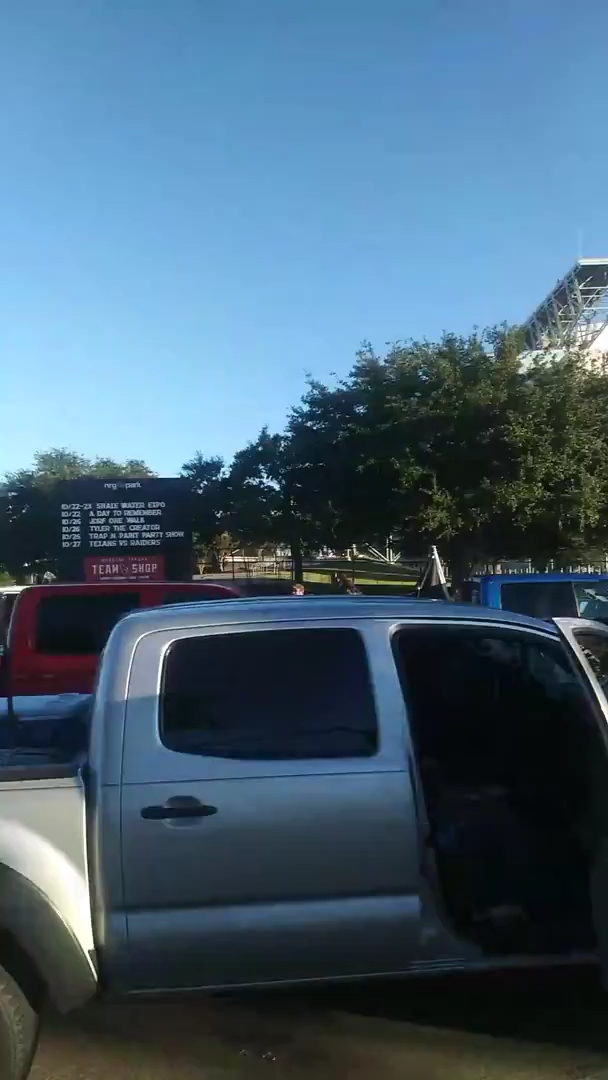 nrg park
10/22-23 SHALE WATER EXPO
10/22 A DAY TO REMEMBER
10/26 JDRF ONE WALK
10/26 TYLER THE CREATOR
10/26 TRAP N PAINT PARTY SHOW
10/27 TEXANS VS RAIDERS
TEAM SHOP